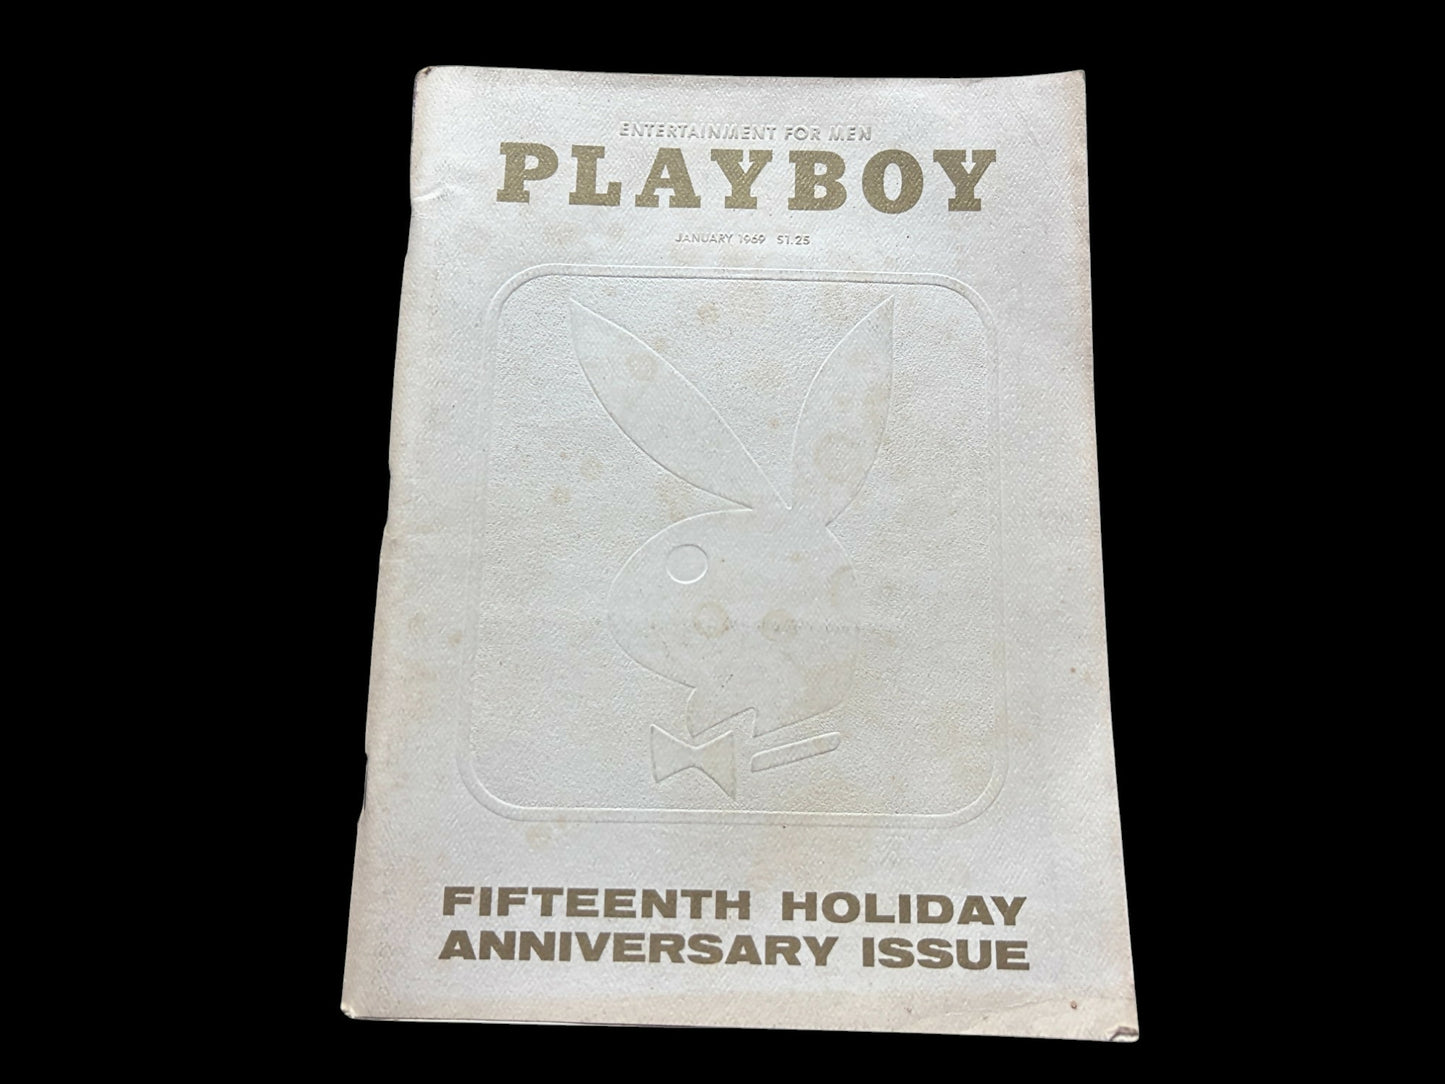 ENTERTAINMENT FOR MEN
PLAYBOY
JANUARY 1969 $1.25
FIFTEENTH HOLIDAY
ANNIVERSARY ISSUE